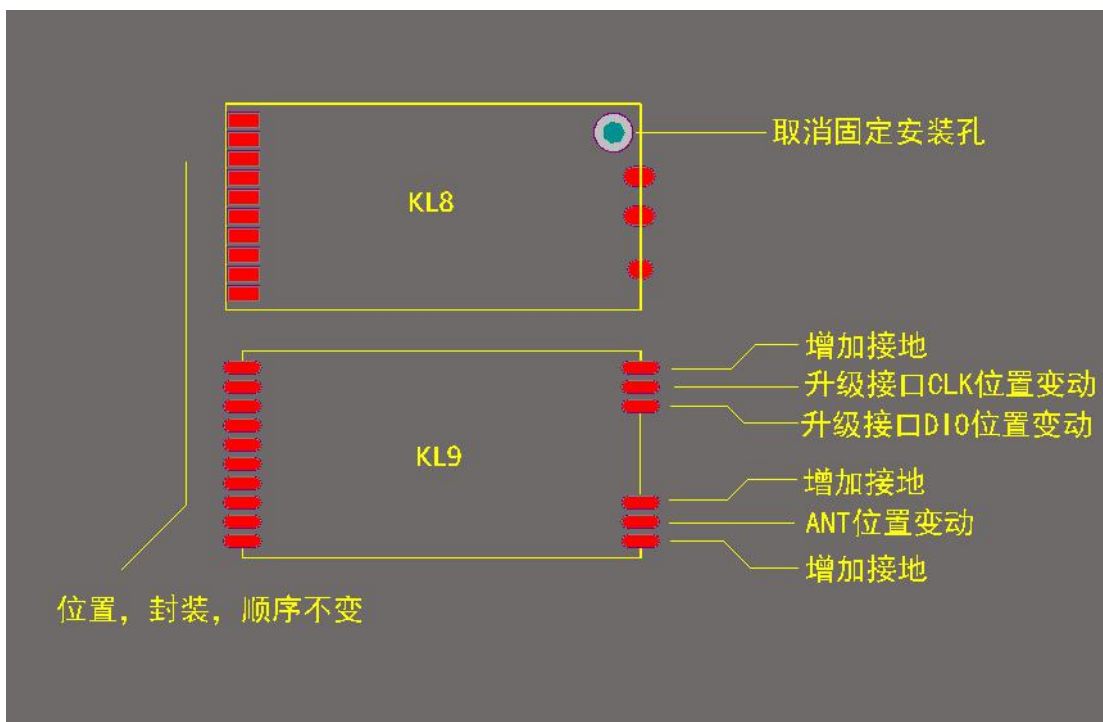 取消固定安装孔
KL8
增加接地
升级接口CLK位置变动
升级接口DIO位置变动
KL9
增加接地
ANT位置变动
增加接地
位置，封装，顺序不变